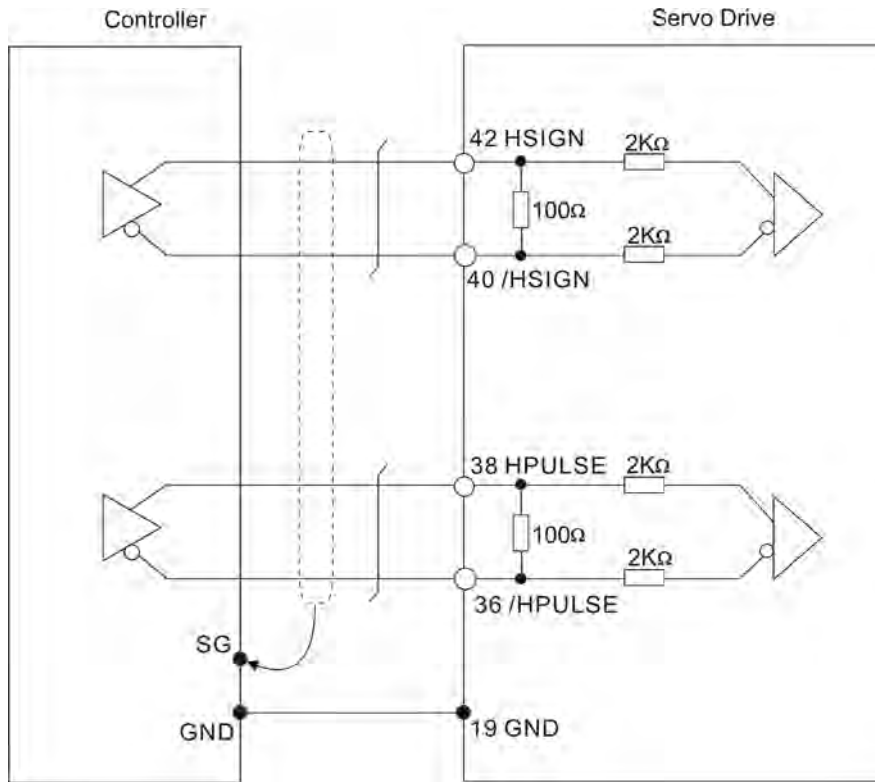 Controller
Servo Drive
42 HSIGN
2KΩ
100Ω
2KΩ
40 /HSIGN
38 HPULSE
2KΩ
100Ω
2KΩ
36 /HPULSE
SG
GND
19 GND